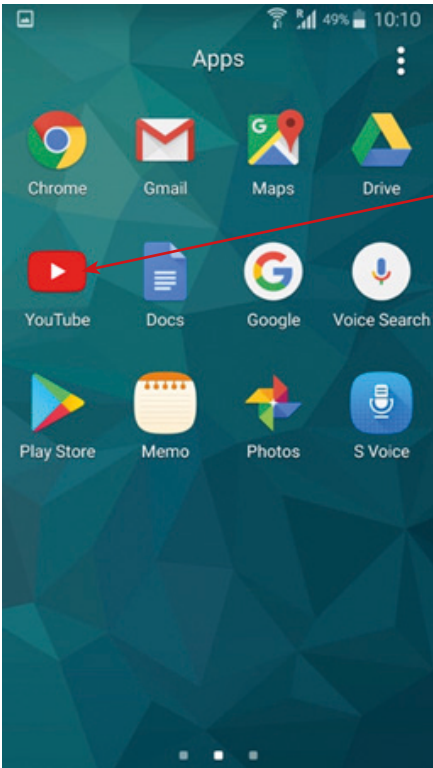 R 49% 10:10
Apps
G
Chrome Gmail Maps Drive
YouTube Docs Google Voice Search
Play Store Memo Photos S Voice